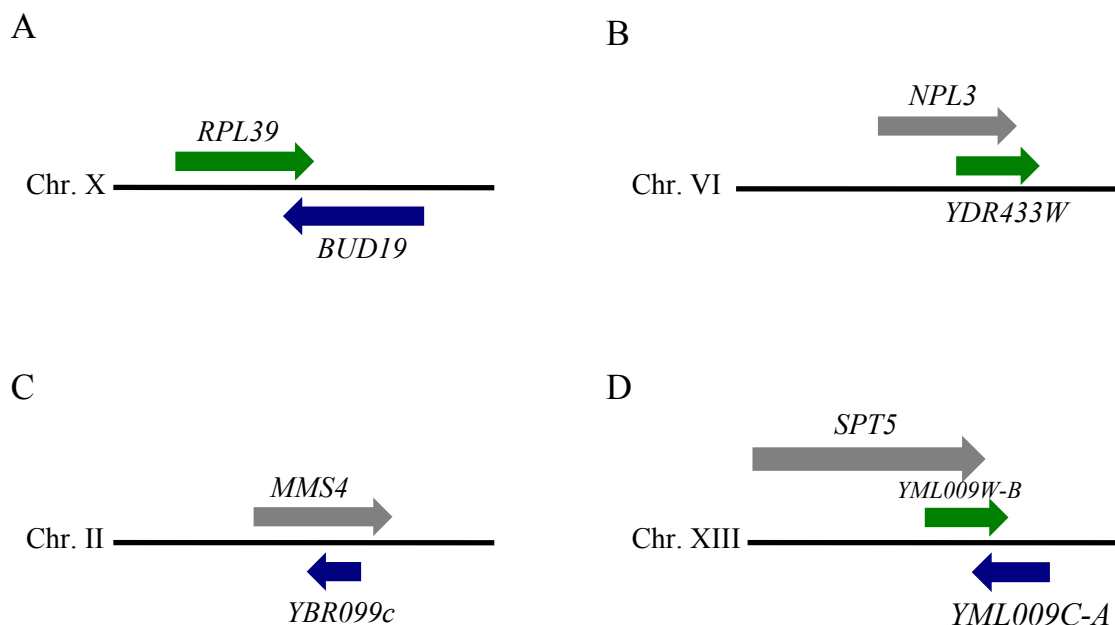 A
RPL39
Chr. X
BUD19
B
NPL3
Chr. VI
YDR433W
C
MMS4
Chr. II
YBR099c
D
SPT5
YML009W-B
Chr. XIII
YML009C-A